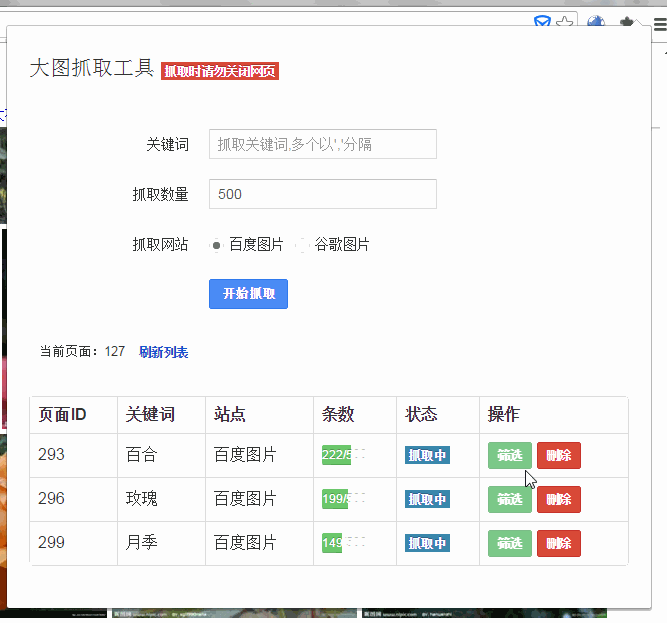 大图抓取工具 抓取时请勿关闭网页
关键词 抓取关键词,多个以','分隔
抓取数量 500
抓取网站 百度图片 谷歌图片
开始抓取
当前页面：127 刷新列表
页面ID 关键词 站点 条数 状态 操作
293 百合 百度图片 222/5 抓取中 筛选 删除
296 玫瑰 百度图片 199/5 抓取中 筛选 删除
299 月季 百度图片 149 抓取中 筛选 删除